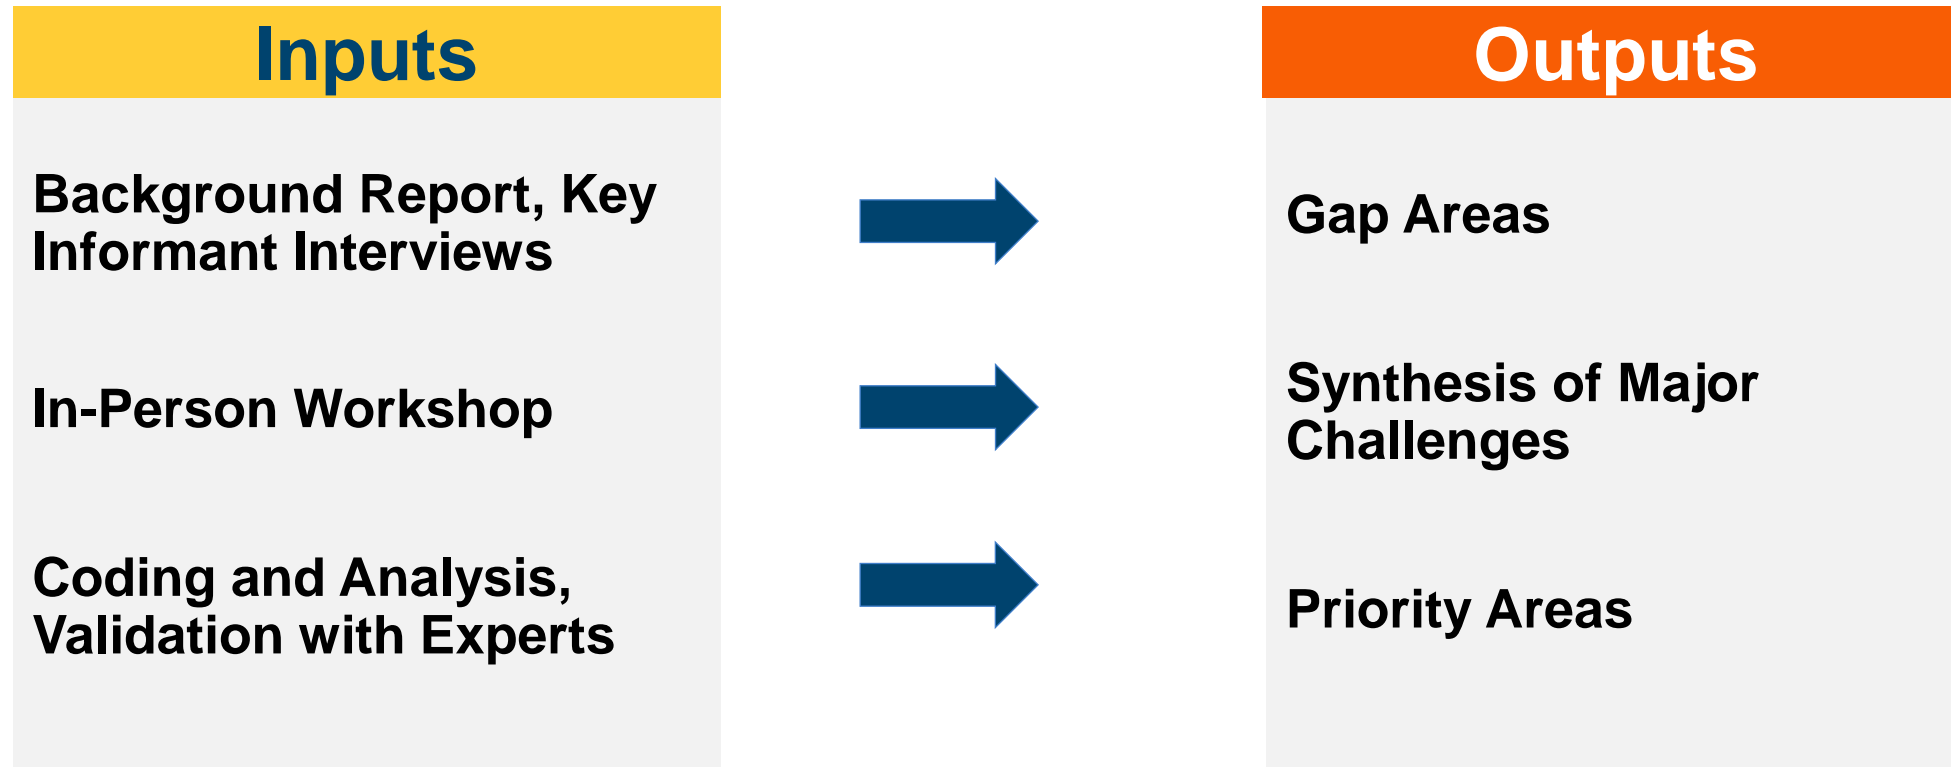 Inputs
Outputs
Background Report, Key
Informant Interviews
Gap Areas
In-Person Workshop
Synthesis of Major
Challenges
Coding and Analysis,
Validation with Experts
Priority Areas